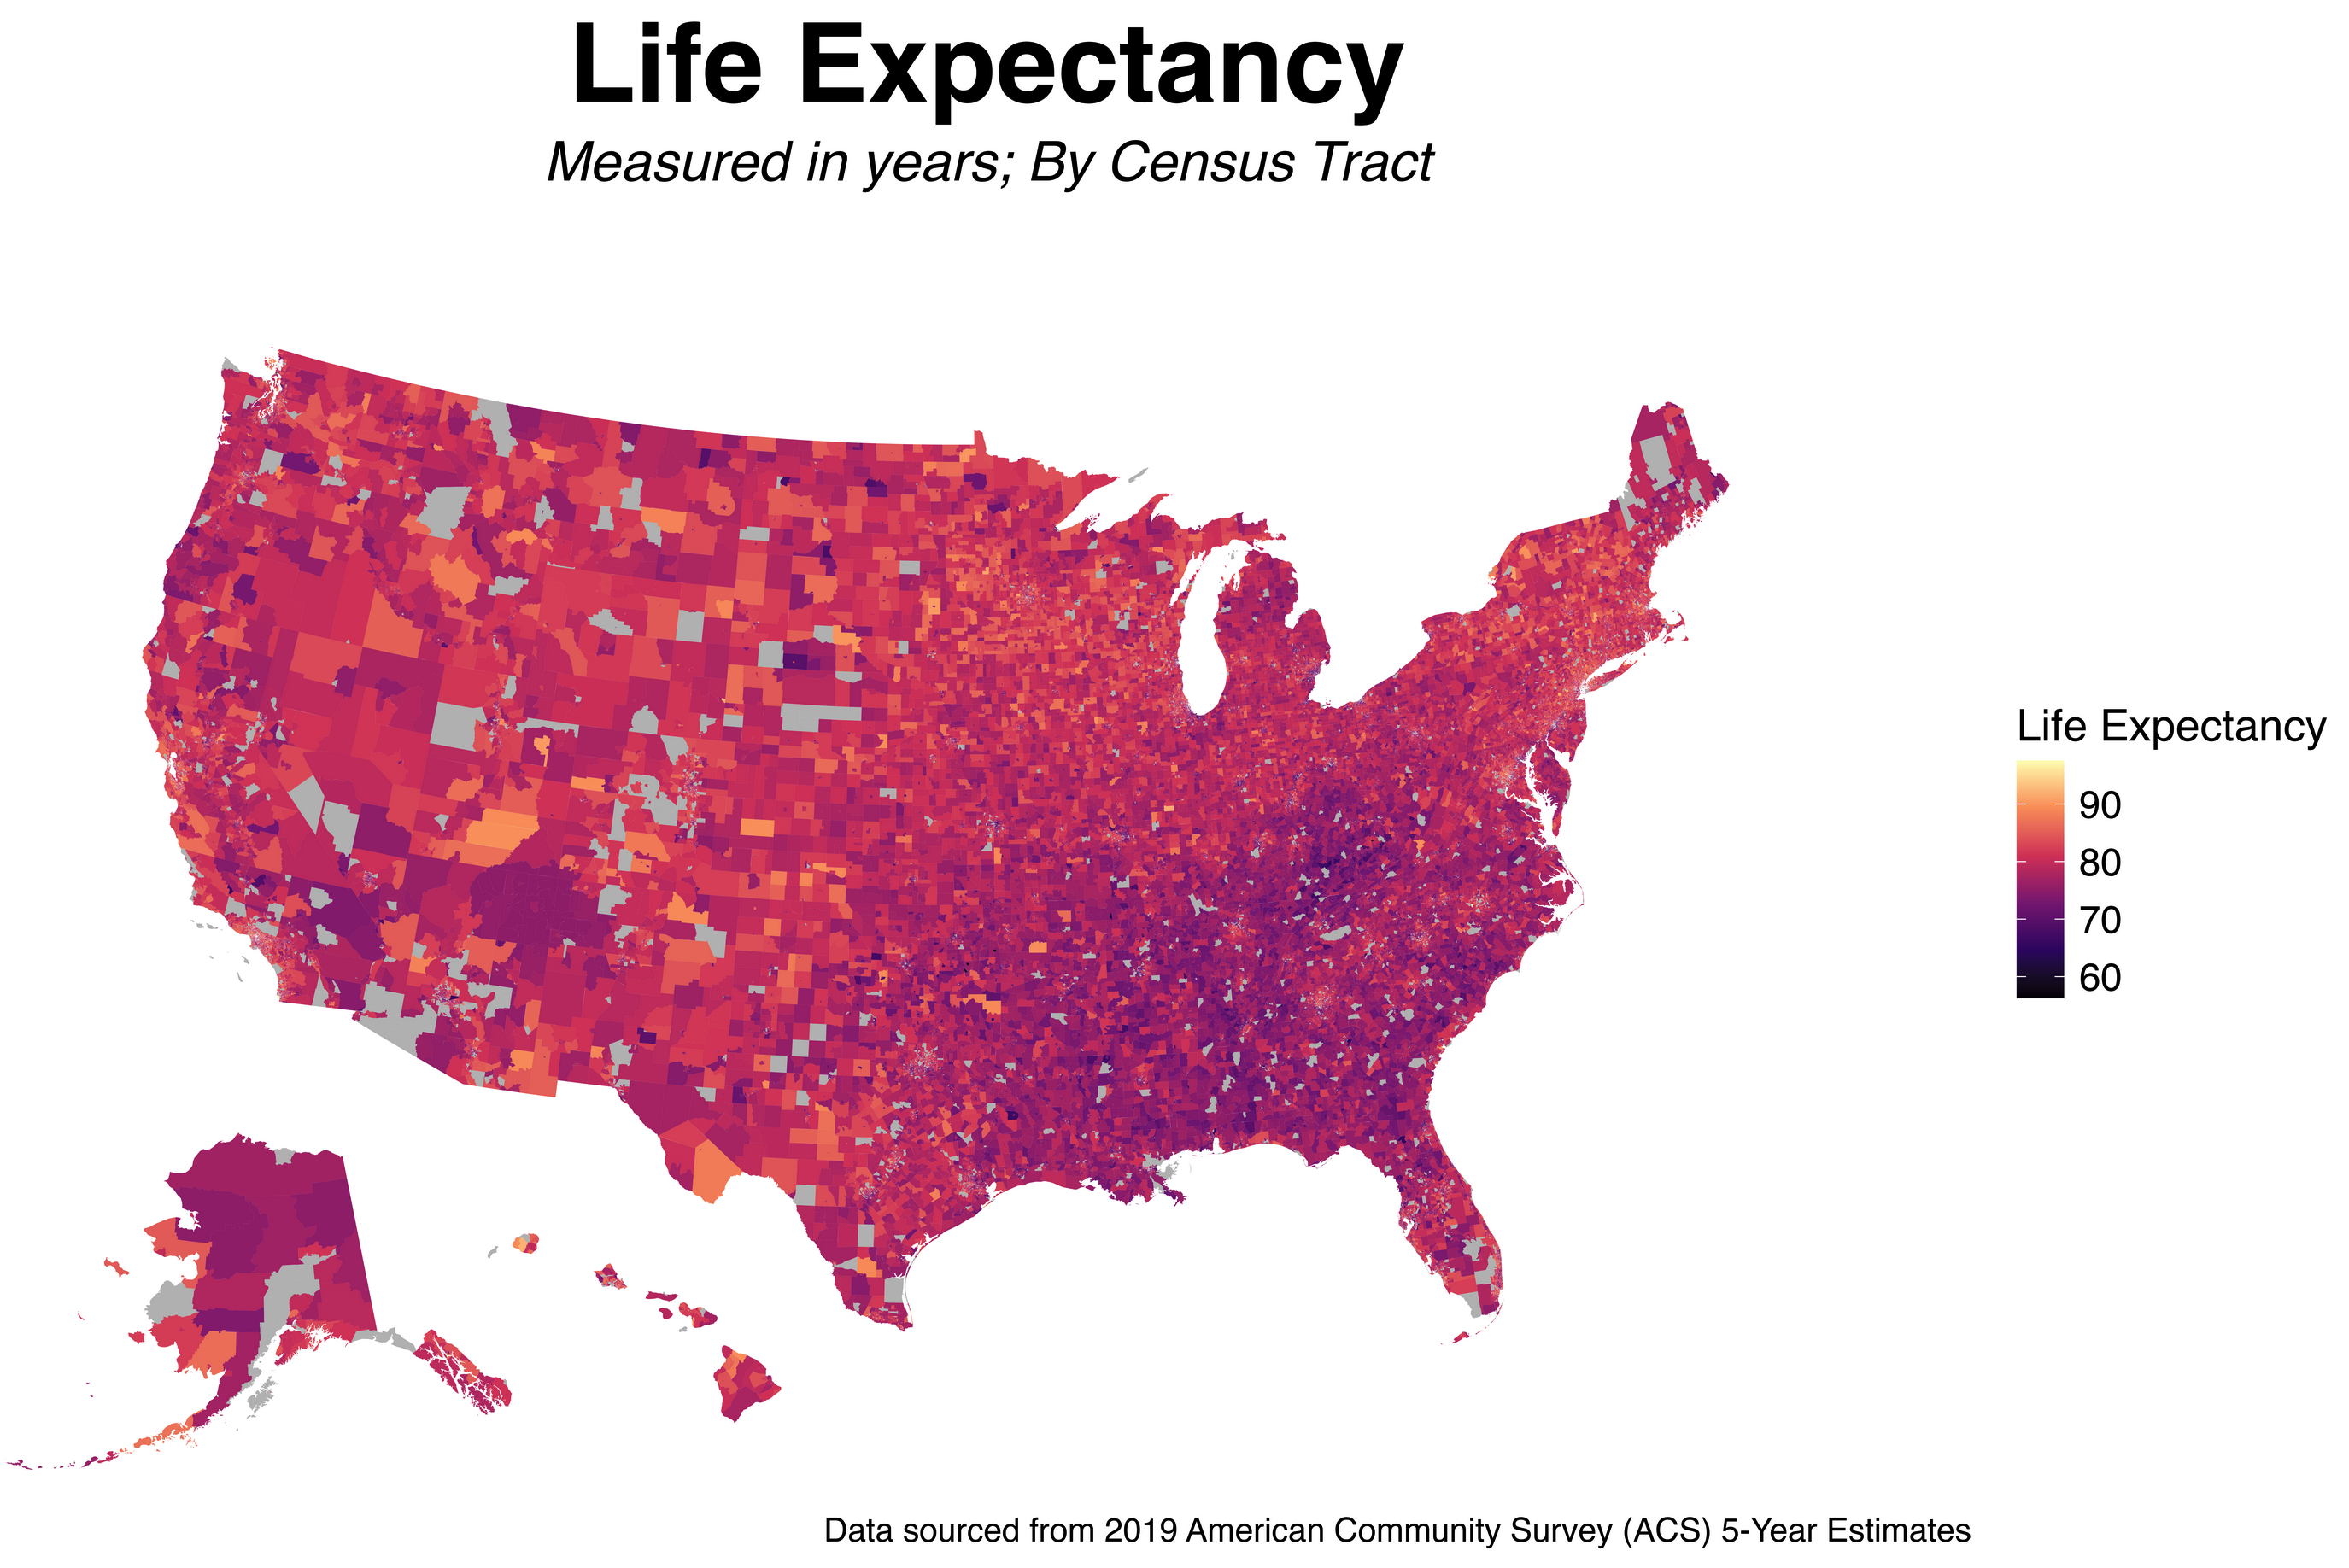 Life Expectancy
Measured in years; By Census Tract
Life Expectancy
90
80
70
60
Data sourced from 2019 American Community Survey (ACS) 5-Year Estimates